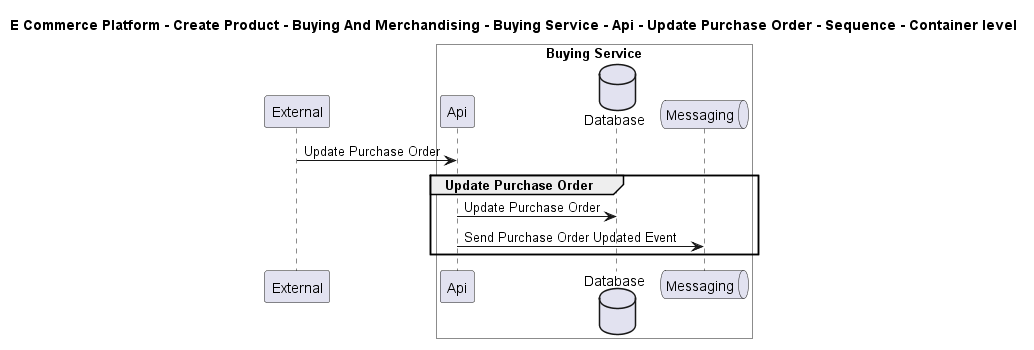 E Commerce Platform - Create Product - Buying And Merchandising - Buying Service - Api - Update Purchase Order - Sequence - Container level
Buying Service
External
Api
Database
Messaging
Update Purchase Order
Update Purchase Order
Update Purchase Order
Send Purchase Order Updated Event
External
Api
Database
Messaging